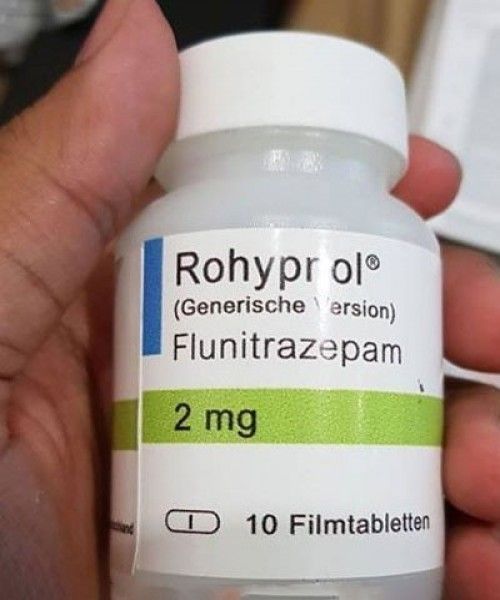 Rohypnol®
(Generische Version)
Flunitrazepam
2 mg
10 Filmtabletten